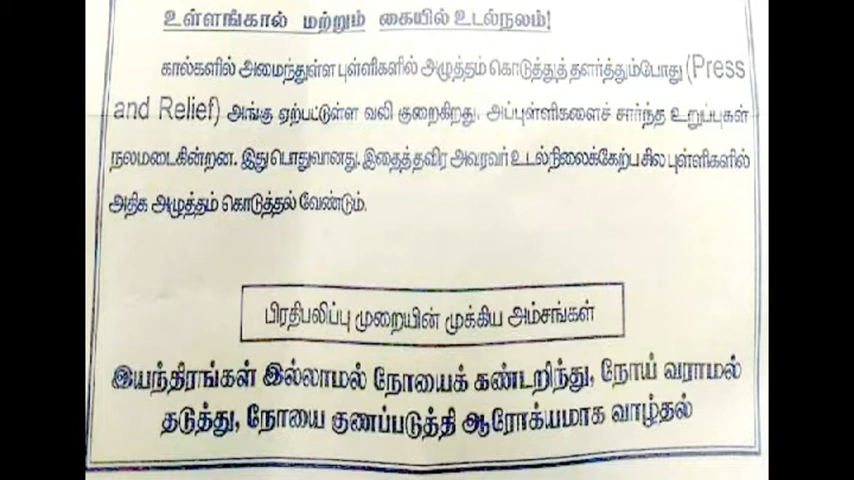 உள்ளங்கால் மற்றும் கையில் உடல்நலம்!
கால்களில் அமைந்துள்ள புள்ளிகளில் அழுத்தம் கொடுத்துத் தளர்த்தும்போது (Press
and Relief) அங்கு ஏற்பட்டுள்ள வலி குறைகிறது. அப்புள்ளிகளைச் சார்ந்த உறுப்புகள்
நலமடைகின்றன. இது பொதுவானது. இதைத்தவிர அவரவர் உடல்நிலைக்கேற்ப சில புள்ளிகளில்
அதிக அழுத்தம் கொடுத்தல் வேண்டும்.
பிரதிபலிப்பு முறையின் முக்கிய அம்சங்கள்
இயந்திரங்கள் இல்லாமல் நோயைக் கண்டறிந்து, நோய் வராமல்
தடுத்து, நோயை குணப்படுத்தி ஆரோக்யமாக வாழ்தல்